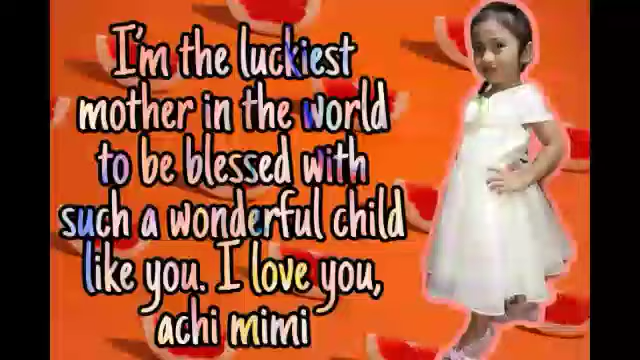 I'm the luckiest
mother in the world
to be blessed with
such a wonderful child
like you. I love you,
achi mimi